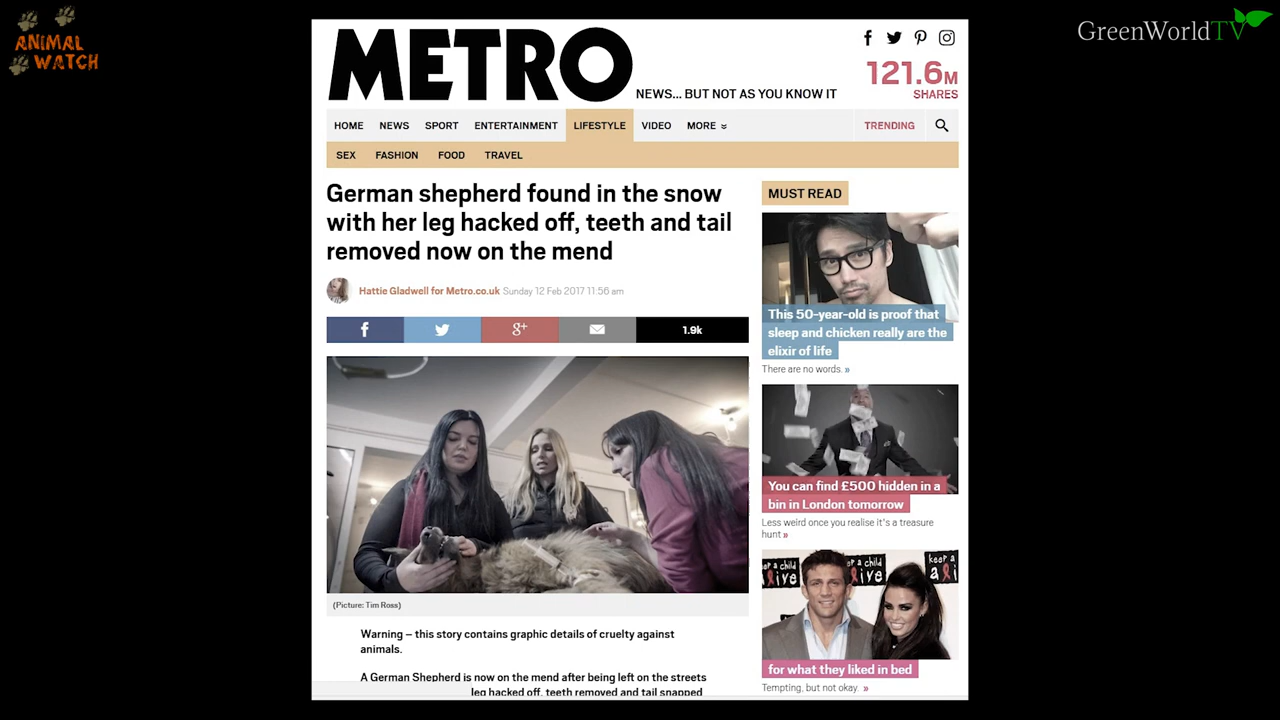 ANIMAL
WATCH
GreenWorldTV
METRO
NEWS... BUT NOT AS YOU KNOW IT
121.6M
SHARES
HOME NEWS SPORT ENTERTAINMENT LIFESTYLE VIDEO MORE TRENDING
SEX FASHION FOOD TRAVEL
German shepherd found in the snow
with her leg hacked off, teeth and tail
removed now on the mend
Hattie Gladwell for Metro.co.uk Sunday 12 Feb 2017 11:56 am
f g+ 1.9k
(Picture: Tim Ross)
Warning – this story contains graphic details of cruelty against
animals.
A German Shepherd is now on the mend after being left on the streets
leg hacked off, teeth removed and tail snapped
MUST READ
This 50-year-old is proof that
sleep and chicken really are the
elixir of life
There are no words. »
You can find £500 hidden in a
bin in London tomorrow
Less weird once you realise it's a treasure
hunt »
keep a child
alive
for what they liked in bed
Tempting, but not okay. »